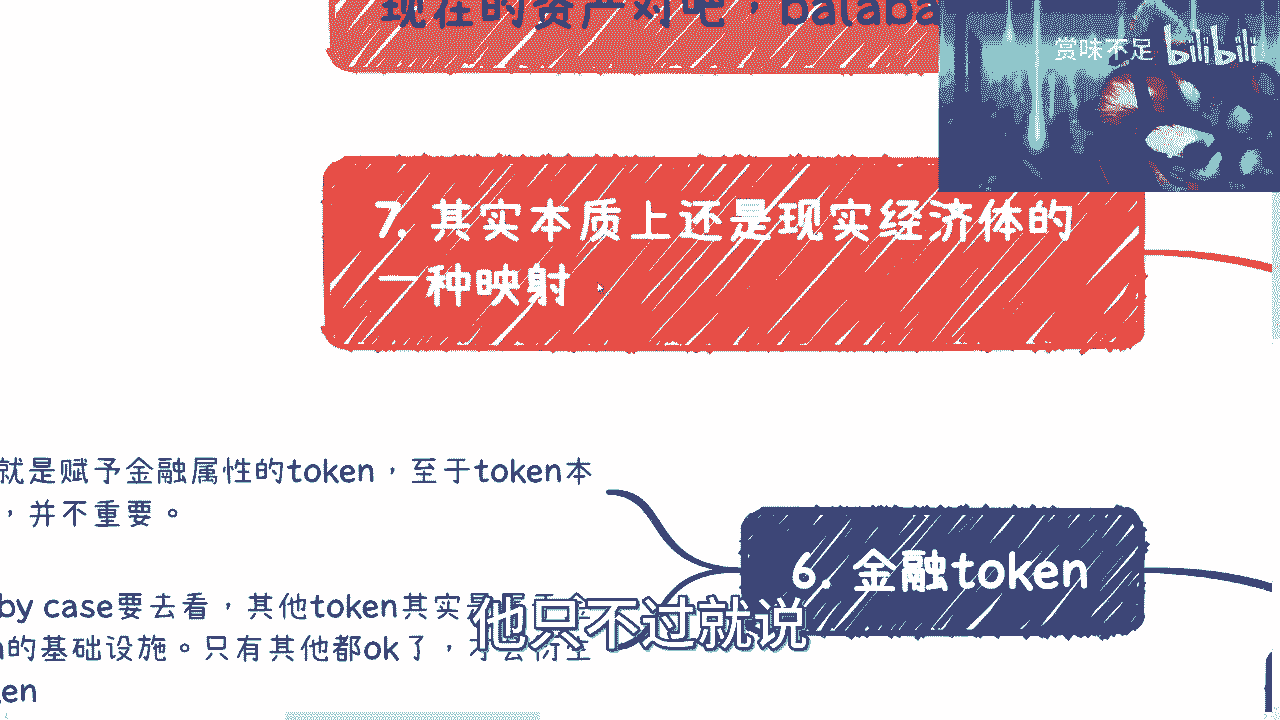 现在的资产对吧，balaba
赏味不足 bilibili
7. 其实本质上还是现实经济体的
一种映射
就是赋予金融属性的token，至于token本
，并不重要。
6. 金融token
by case要去看，其他token其实是
的基础设施。只有其他都ok了，才会衍生
en
他只不过就说